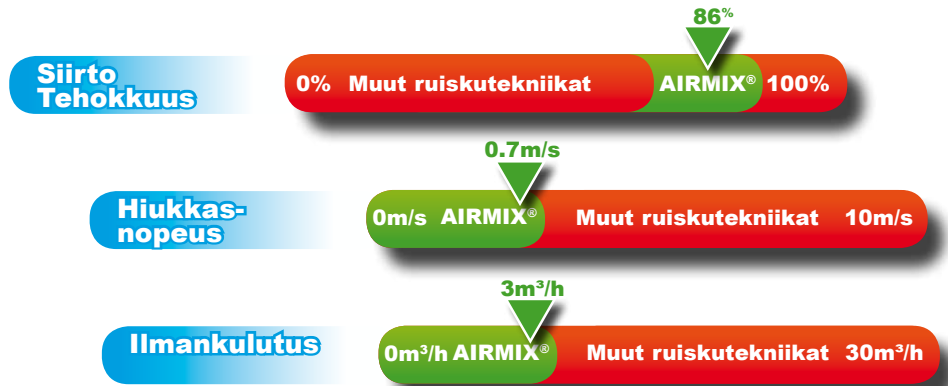 86%
Siirto
Tehokkuus
0% Muut ruiskutekniikat AIRMIX® 100%
0.7m/s
Hiukkas-
nopeus
0m/s AIRMIX® Muut ruiskutekniikat 10m/s
3m³/h
Ilmankulutus
0m³/h AIRMIX® Muut ruiskutekniikat 30m³/h